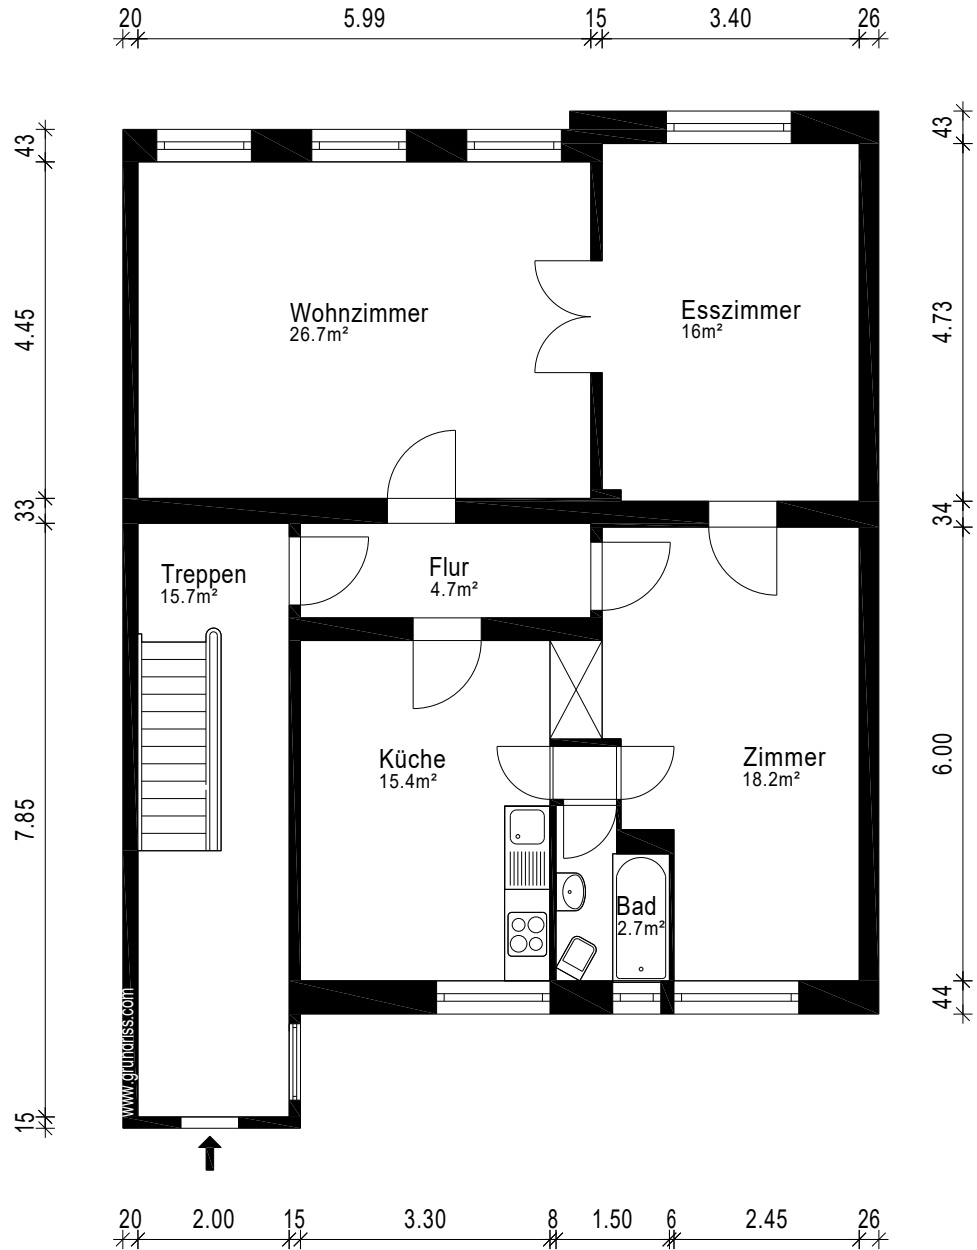 20 5.99 15 3.40 26
43
43
Wohnzimmer
26.7m²
Esszimmer
16m²
4.45
4.73
33
34
Treppen
15.7m²
Flur
4.7m²
Küche
15.4m²
Zimmer
18.2m²
7.85
6.00
Bad
2.7m²
44
www.grundriss.com
15
20 2.00 15 3.30 8 1.50 6 2.45 26